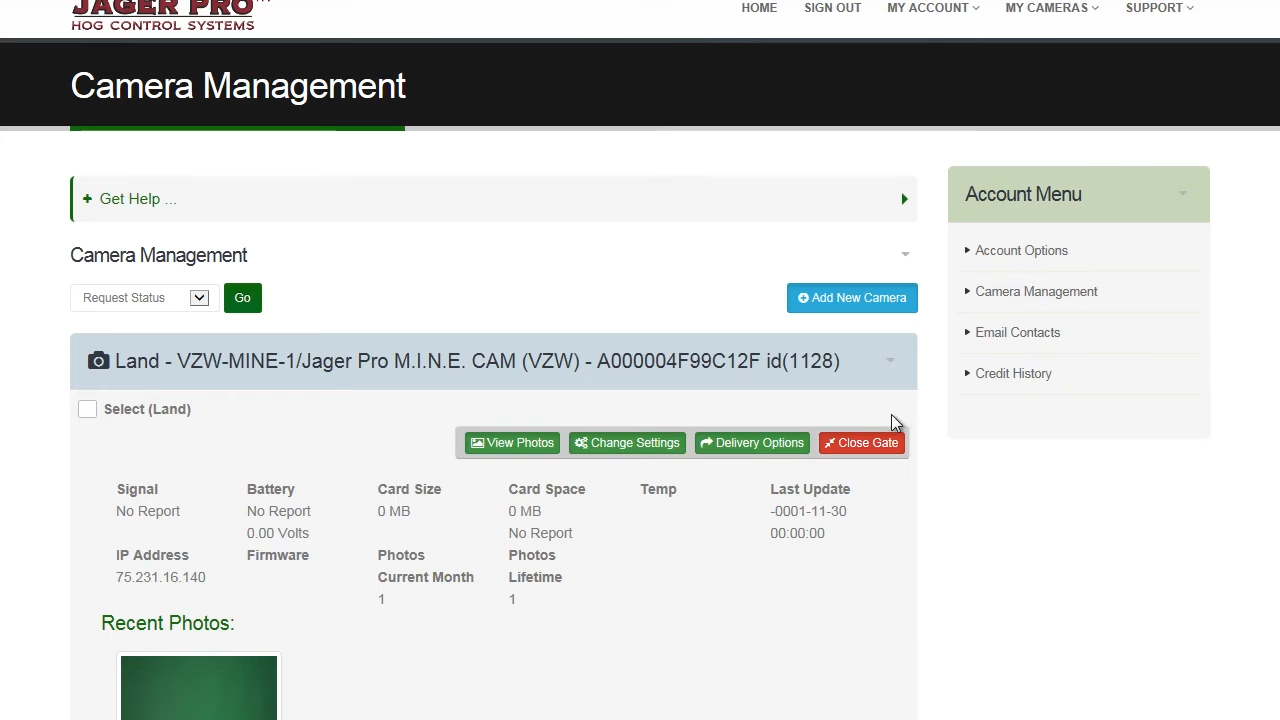 JAGER PRO
HOG CONTROL SYSTEMS
HOME SIGN OUT MY ACCOUNT MY CAMERAS SUPPORT
Camera Management
Get Help ...
Camera Management
Request Status Go Add New Camera
Land - VZW-MINE-1/Jager Pro M.I.N.E. CAM (VZW) - A000004F99C12F id(1128)
Select (Land)
View Photos Change Settings Delivery Options Close Gate
Signal Battery Card Size Card Space Temp Last Update
No Report No Report 0 MB 0 MB -0001-11-30
0.00 Volts No Report 00:00:00
IP Address Firmware Photos Photos
75.231.16.140 Current Month Lifetime
1 1
Recent Photos:
Account Menu
Account Options
Camera Management
Email Contacts
Credit History